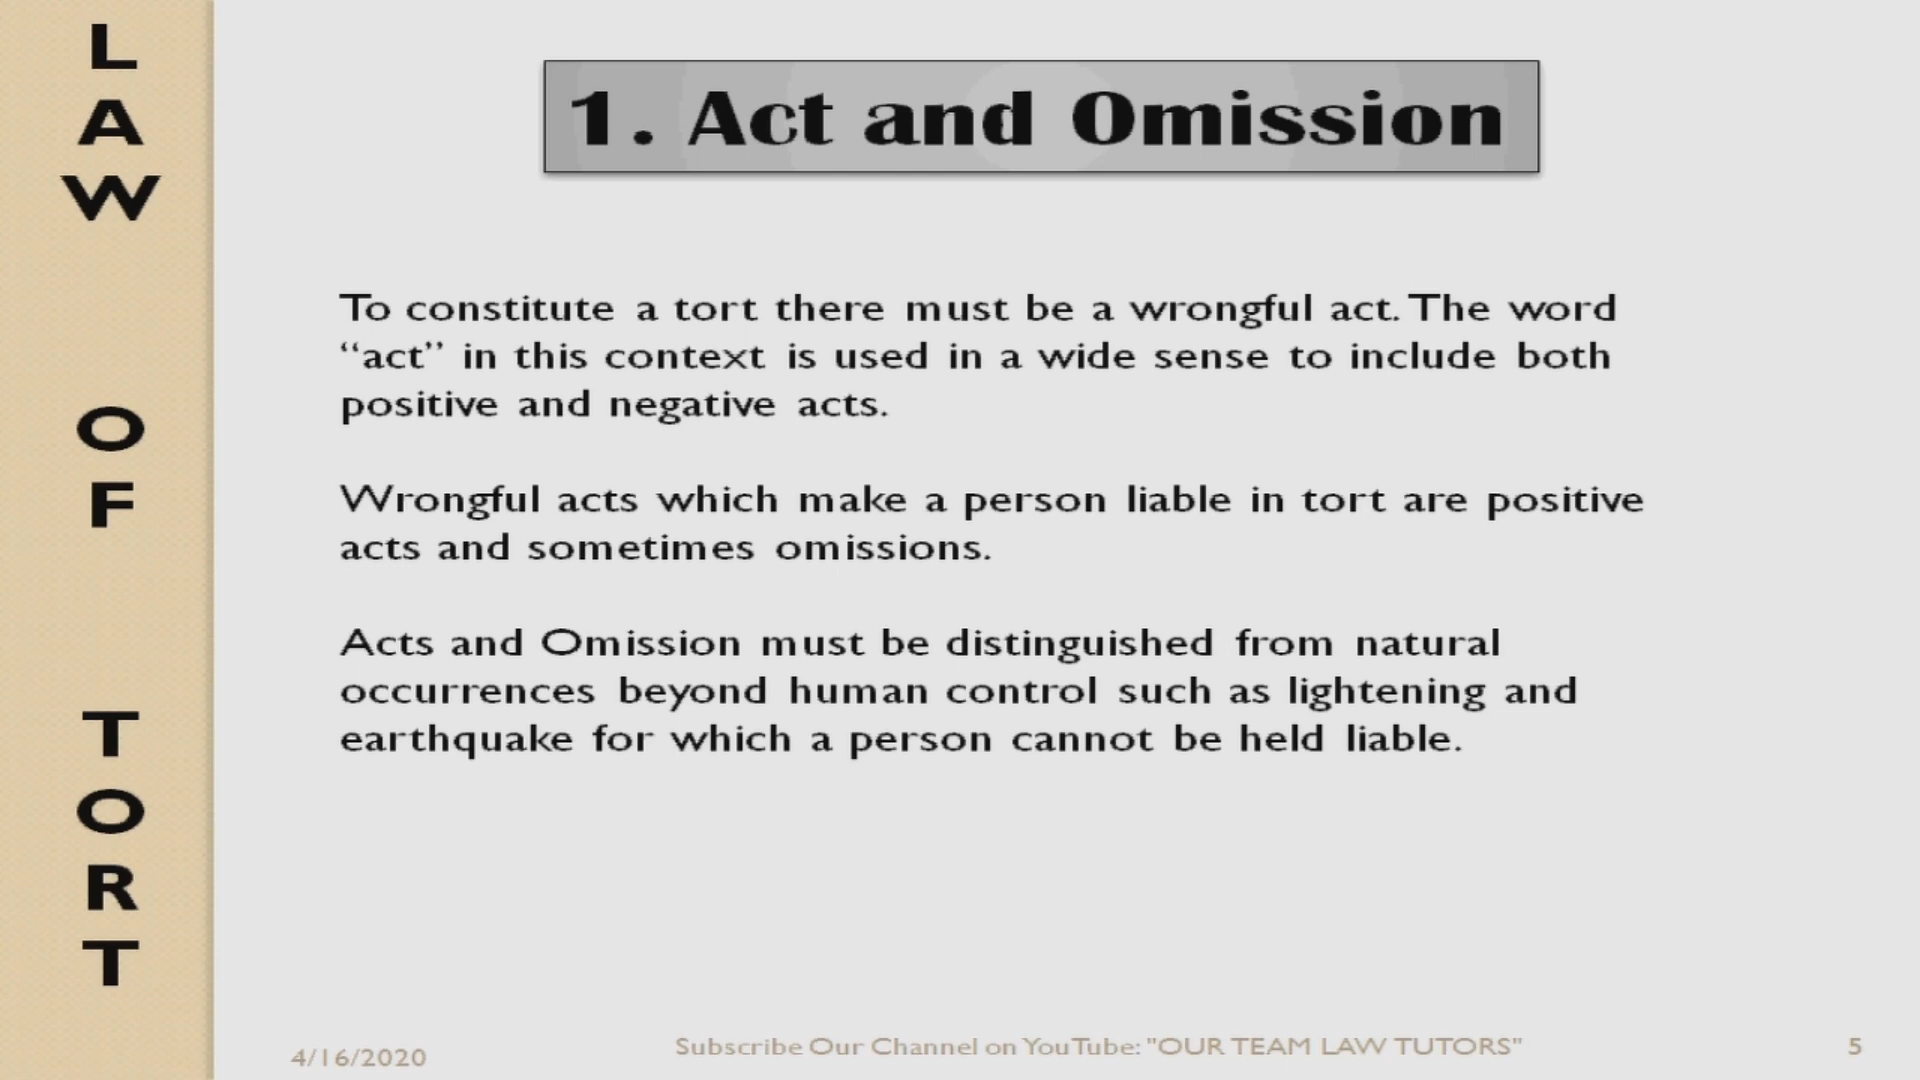 LAW OF TORT
1. Act and Omission
To constitute a tort there must be a wrongful act. The word
“act” in this context is used in a wide sense to include both
positive and negative acts.
Wrongful acts which make a person liable in tort are positive
acts and sometimes omissions.
Acts and Omission must be distinguished from natural
occurrences beyond human control such as lightening and
earthquake for which a person cannot be held liable.
4/16/2020
Subscribe Our Channel on YouTube: "OUR TEAM LAW TUTORS"
5